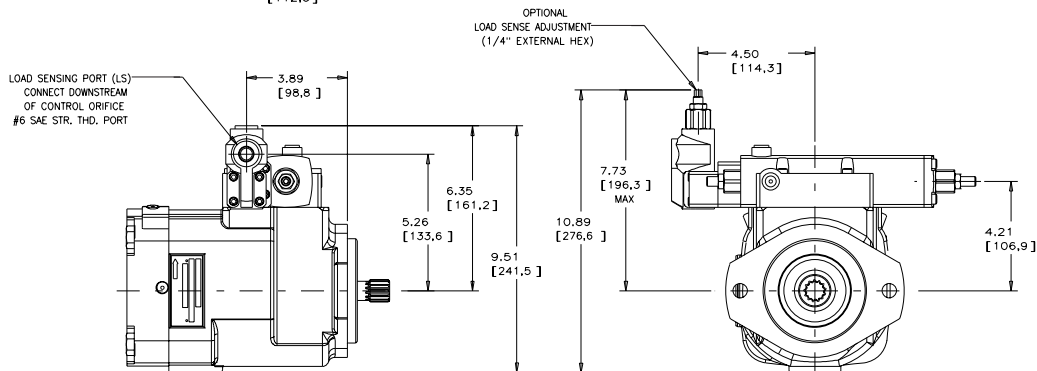 OPTIONAL
LOAD SENSE ADJUSTMENT
(1/4" EXTERNAL HEX)
LOAD SENSING PORT (LS)
CONNECT DOWNSTREAM
OF CONTROL ORIFICE
#6 SAE STR. THD. PORT
3.89
[98,8 ]
4.50
[114,3 ]
6.35
[161,2 ]
5.26
[133,6 ]
9.51
[241,5 ]
7.73
[196,3 ]
MAX
10.89
[276,6 ]
4.21
[106,9 ]